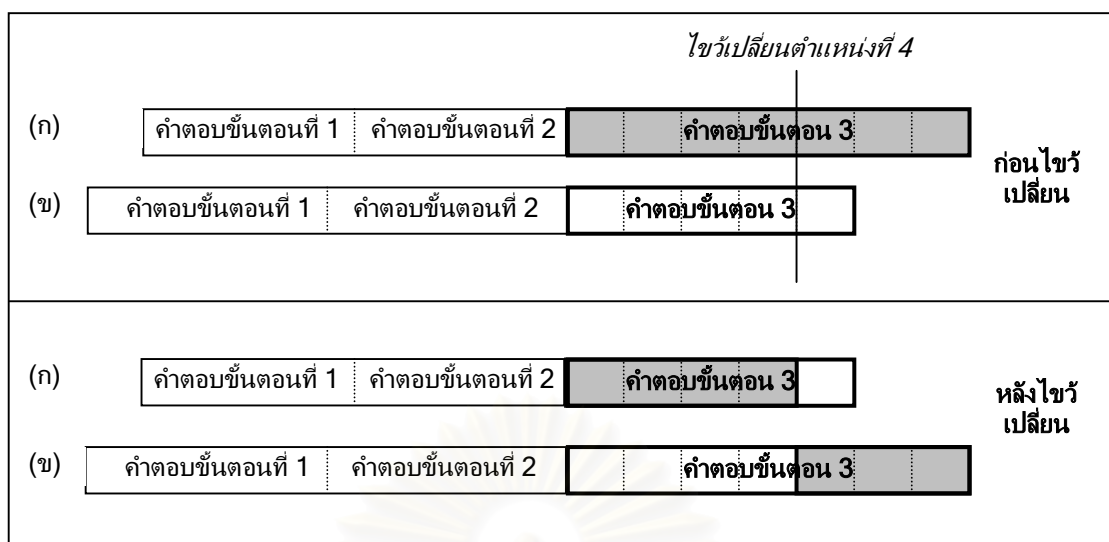 ไขว้เปลี่ยนตำแหน่งที่ 4
(ก) คำตอบขั้นตอนที่ 1 คำตอบขั้นตอนที่ 2 คำตอบขั้นตอน 3
(ข) คำตอบขั้นตอนที่ 1 คำตอบขั้นตอนที่ 2 คำตอบขั้นตอน 3
ก่อนไขว้
เปลี่ยน
(ก) คำตอบขั้นตอนที่ 1 คำตอบขั้นตอนที่ 2 คำตอบขั้นตอน 3
(ข) คำตอบขั้นตอนที่ 1 คำตอบขั้นตอนที่ 2 คำตอบขั้นตอน 3
หลังไขว้
เปลี่ยน